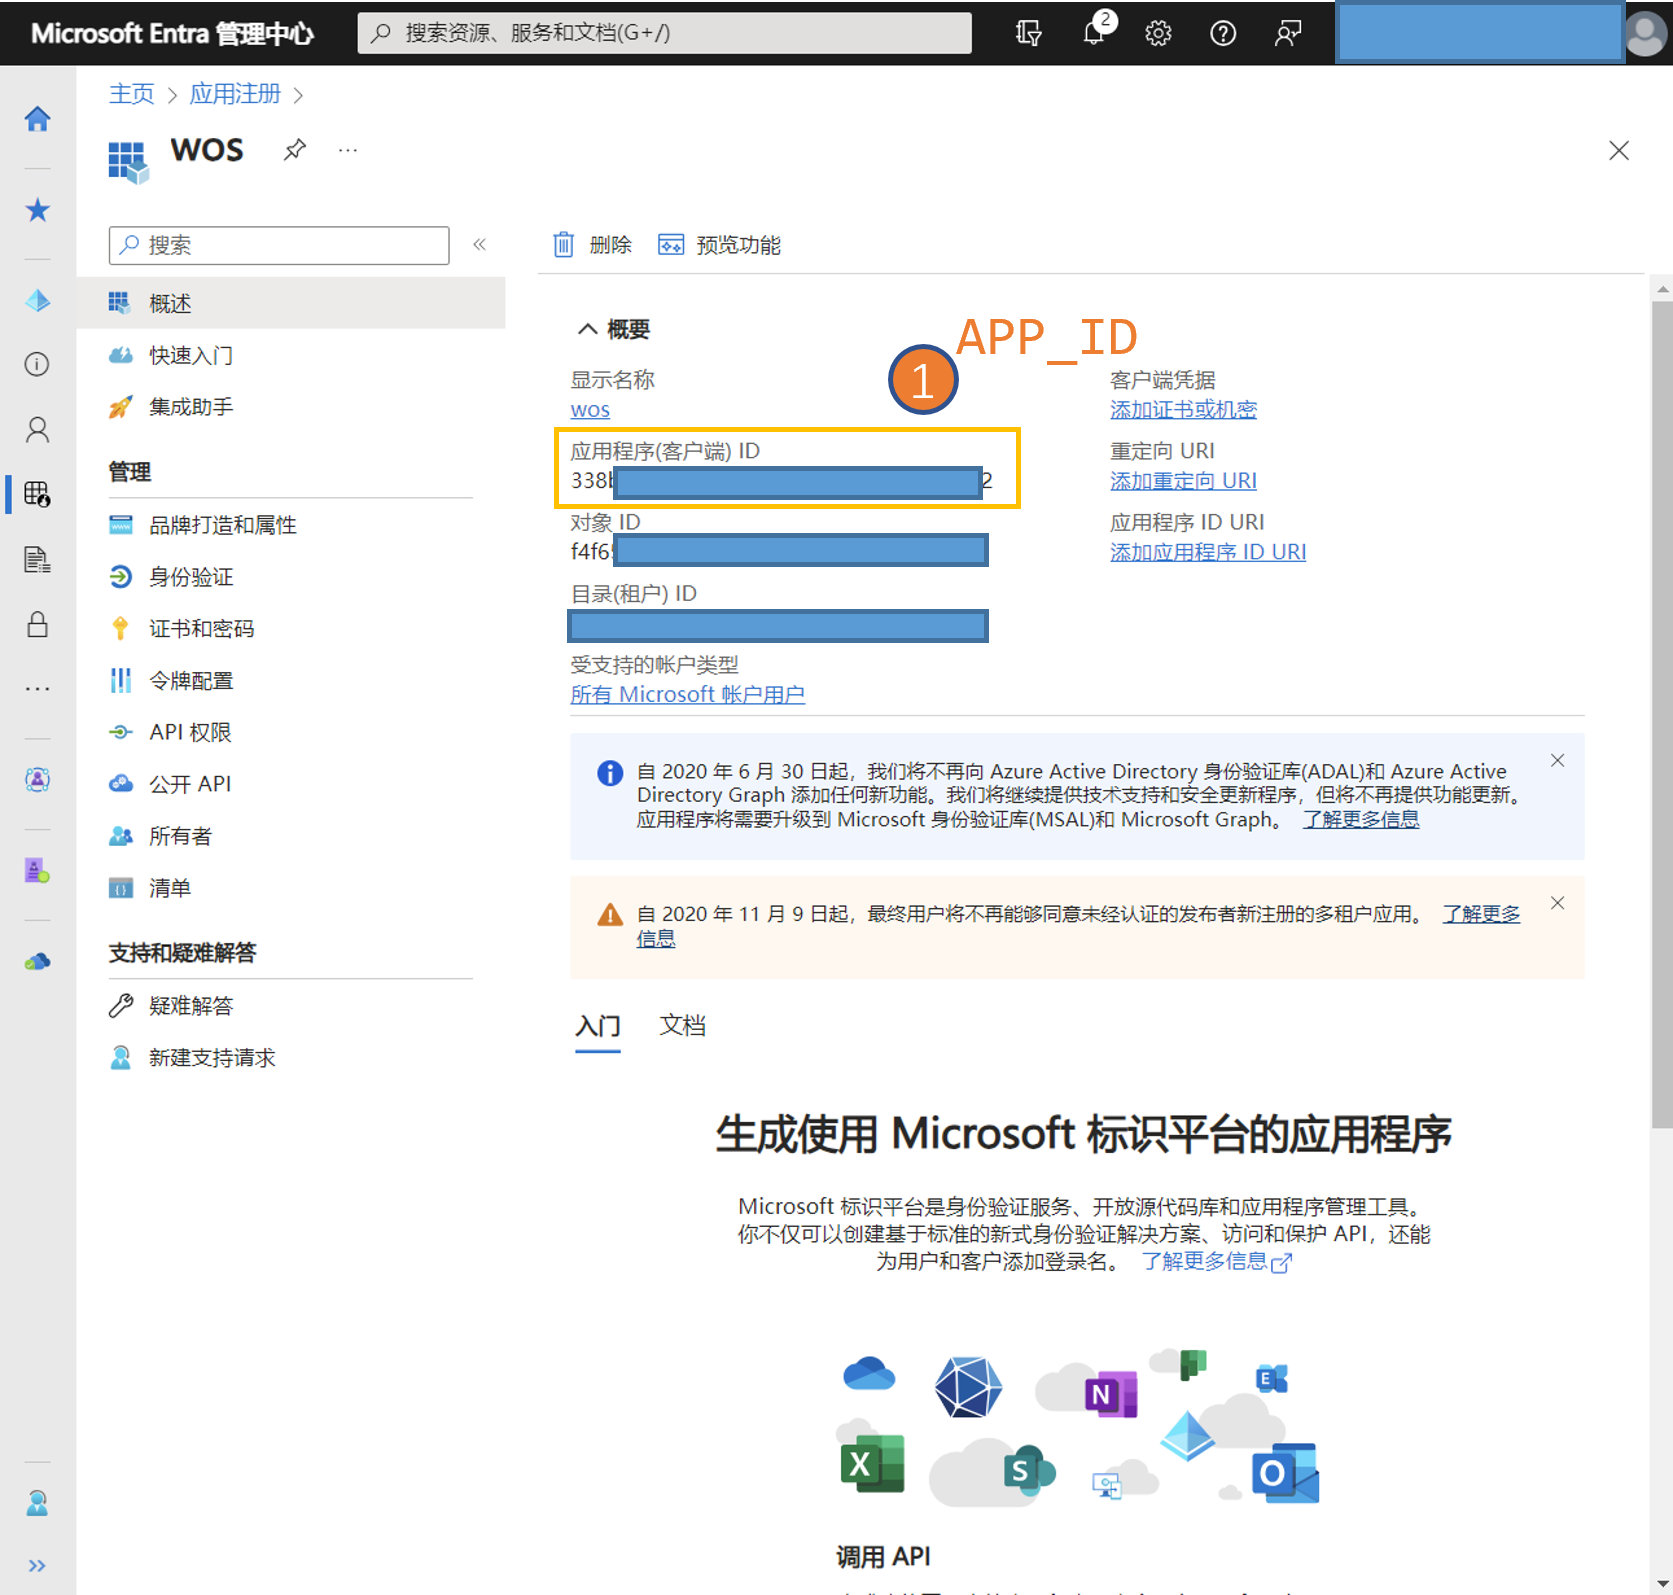 Microsoft Entra 管理中心
搜索资源、服务和文档(G+/)
2
主页 > 应用注册 >
WOS
搜索
概述
快速入门
集成助手
管理
品牌打造和属性
身份验证
证书和密码
令牌配置
API 权限
公开 API
所有者
清单
支持和疑难解答
疑难解答
新建支持请求
删除
预览功能
概要
APP_ID
1
显示名称
wos
应用程序(客户端) ID
338b
2
对象 ID
f4f6
目录(租户) ID
受支持的帐户类型
所有 Microsoft 帐户用户
客户端凭据
添加证书或机密
重定向 URI
添加重定向 URI
应用程序 ID URI
添加应用程序 ID URI
自 2020 年 6 月 30 日起，我们将不再向 Azure Active Directory 身份验证库(ADAL)和 Azure Active
Directory Graph 添加任何新功能。我们将继续提供技术支持和安全更新程序，但将不再提供功能更新。
应用程序将需要升级到 Microsoft 身份验证库(MSAL)和 Microsoft Graph。 了解更多信息
自 2020 年 11 月 9 日起，最终用户将不再能够同意未经认证的发布者新注册的多租户应用。 了解更多
信息
入门
文档
生成使用 Microsoft 标识平台的应用程序
Microsoft 标识平台是身份验证服务、开放源代码库和应用程序管理工具。
你不仅可以创建基于标准的新式身份验证解决方案、访问和保护 API，还能
为用户和客户添加登录名。 了解更多信息
N
E
X
S
O
调用 API